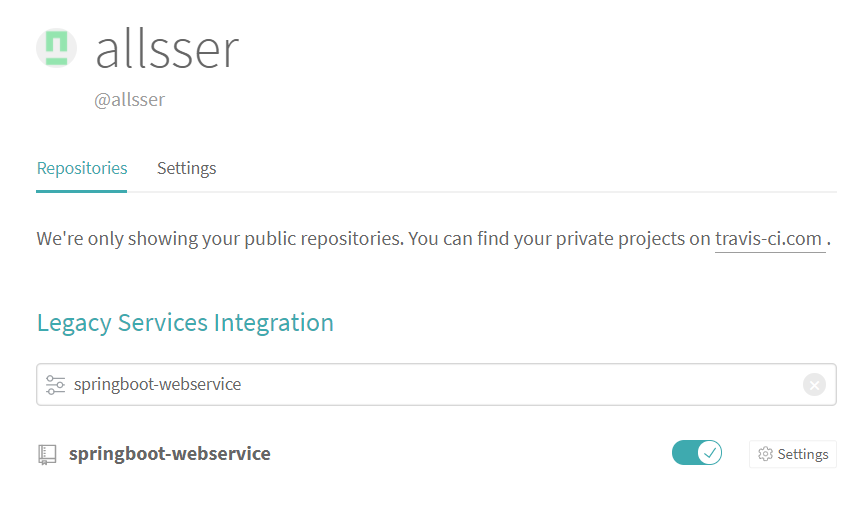 allsser
@allsser
Repositories Settings
We're only showing your public repositories. You can find your private projects on travis-ci.com .
Legacy Services Integration
springboot-webservice
springboot-webservice Settings